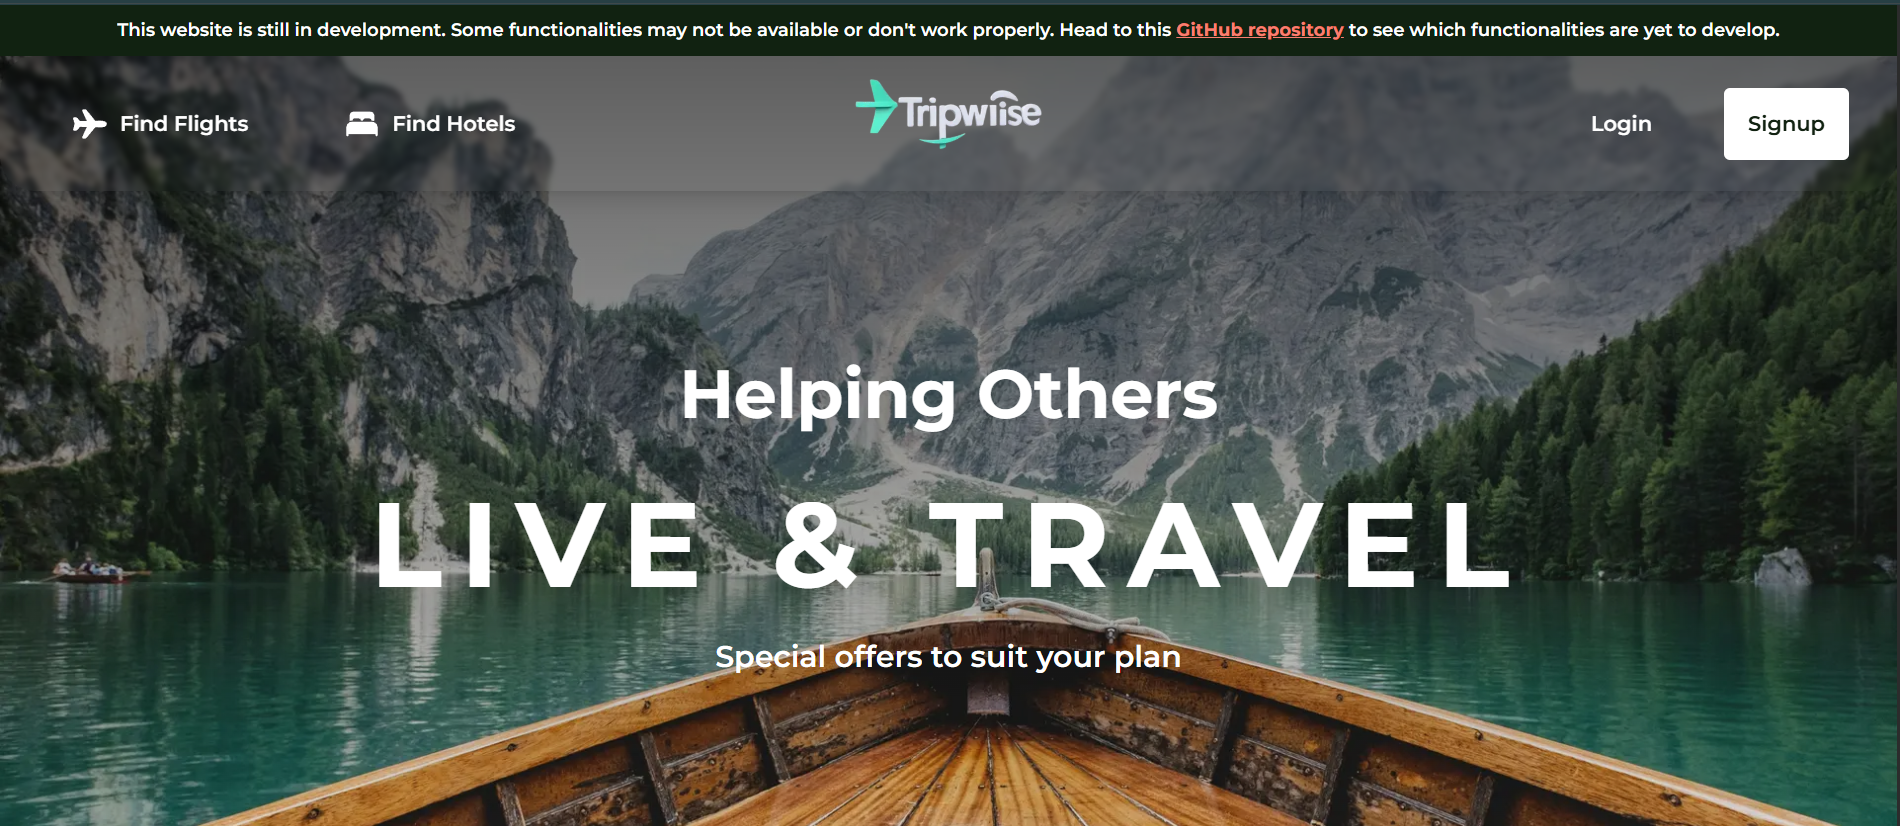 This website is still in development. Some functionalities may not be available or don't work properly. Head to this GitHub repository to see which functionalities are yet to develop.
Find Flights
Find Hotels
Tripwiise
Login
Signup
Helping Others
LIVE & TRAVEL
Special offers to suit your plan